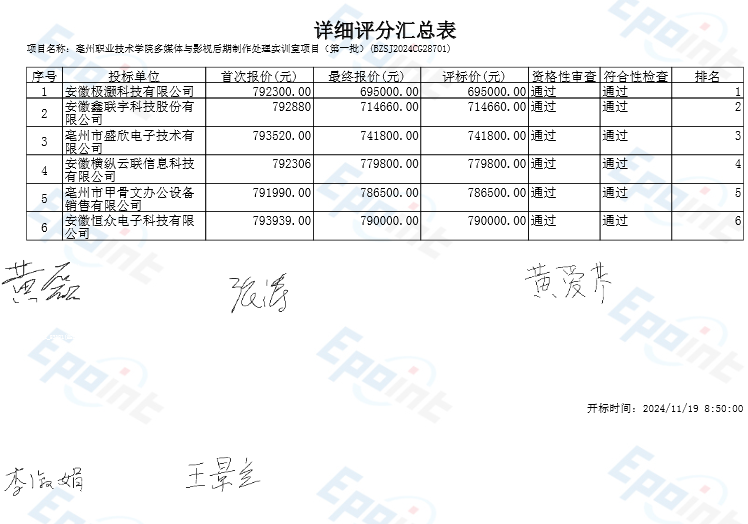 详细评分汇总表
项目名称：亳州职业技术学院多媒体与影视后期制作处理实训室项目（第一批）(BZSJ2024CG28701)
序号 投标单位 首次报价(元) 最终报价(元) 评标价(元) 资格性审查 符合性检查 排名
1 安徽极灏科技有限公司 792300.00 695000.00 695000.00 通过 通过 1
2 安徽鑫联宇科技股份有限公司 792880 714660.00 714660.00 通过 通过 2
3 亳州市盛欣电子技术有限公司 793520.00 741800.00 741800.00 通过 通过 3
4 安徽横纵云联信息科技有限公司 792306 779800.00 779800.00 通过 通过 4
5 亳州市甲骨文办公设备销售有限公司 791990.00 786500.00 786500.00 通过 通过 5
6 安徽恒众电子科技有限公司 793939.00 790000.00 790000.00 通过 通过 6
黄磊 张涛 黄爱芹
开标时间：2024/11/19 8:50:00
李淑娟 王景立
Epoint